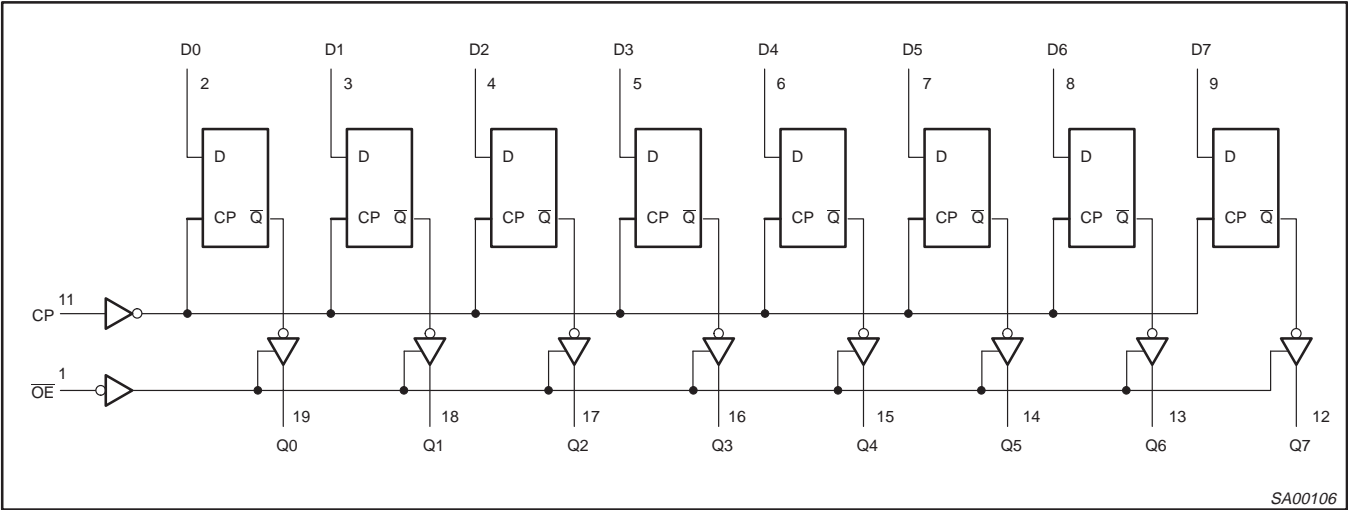 D0 D1 D2 D3 D4 D5 D6 D7
2 3 4 5 6 7 8 9
D D D D D D D D
CP Q̅ CP Q̅ CP Q̅ CP Q̅ CP Q̅ CP Q̅ CP Q̅ CP Q̅
CP 11
O̅E̅ 1
19 18 17 16 15 14 13 12
Q0 Q1 Q2 Q3 Q4 Q5 Q6 Q7
SA00106